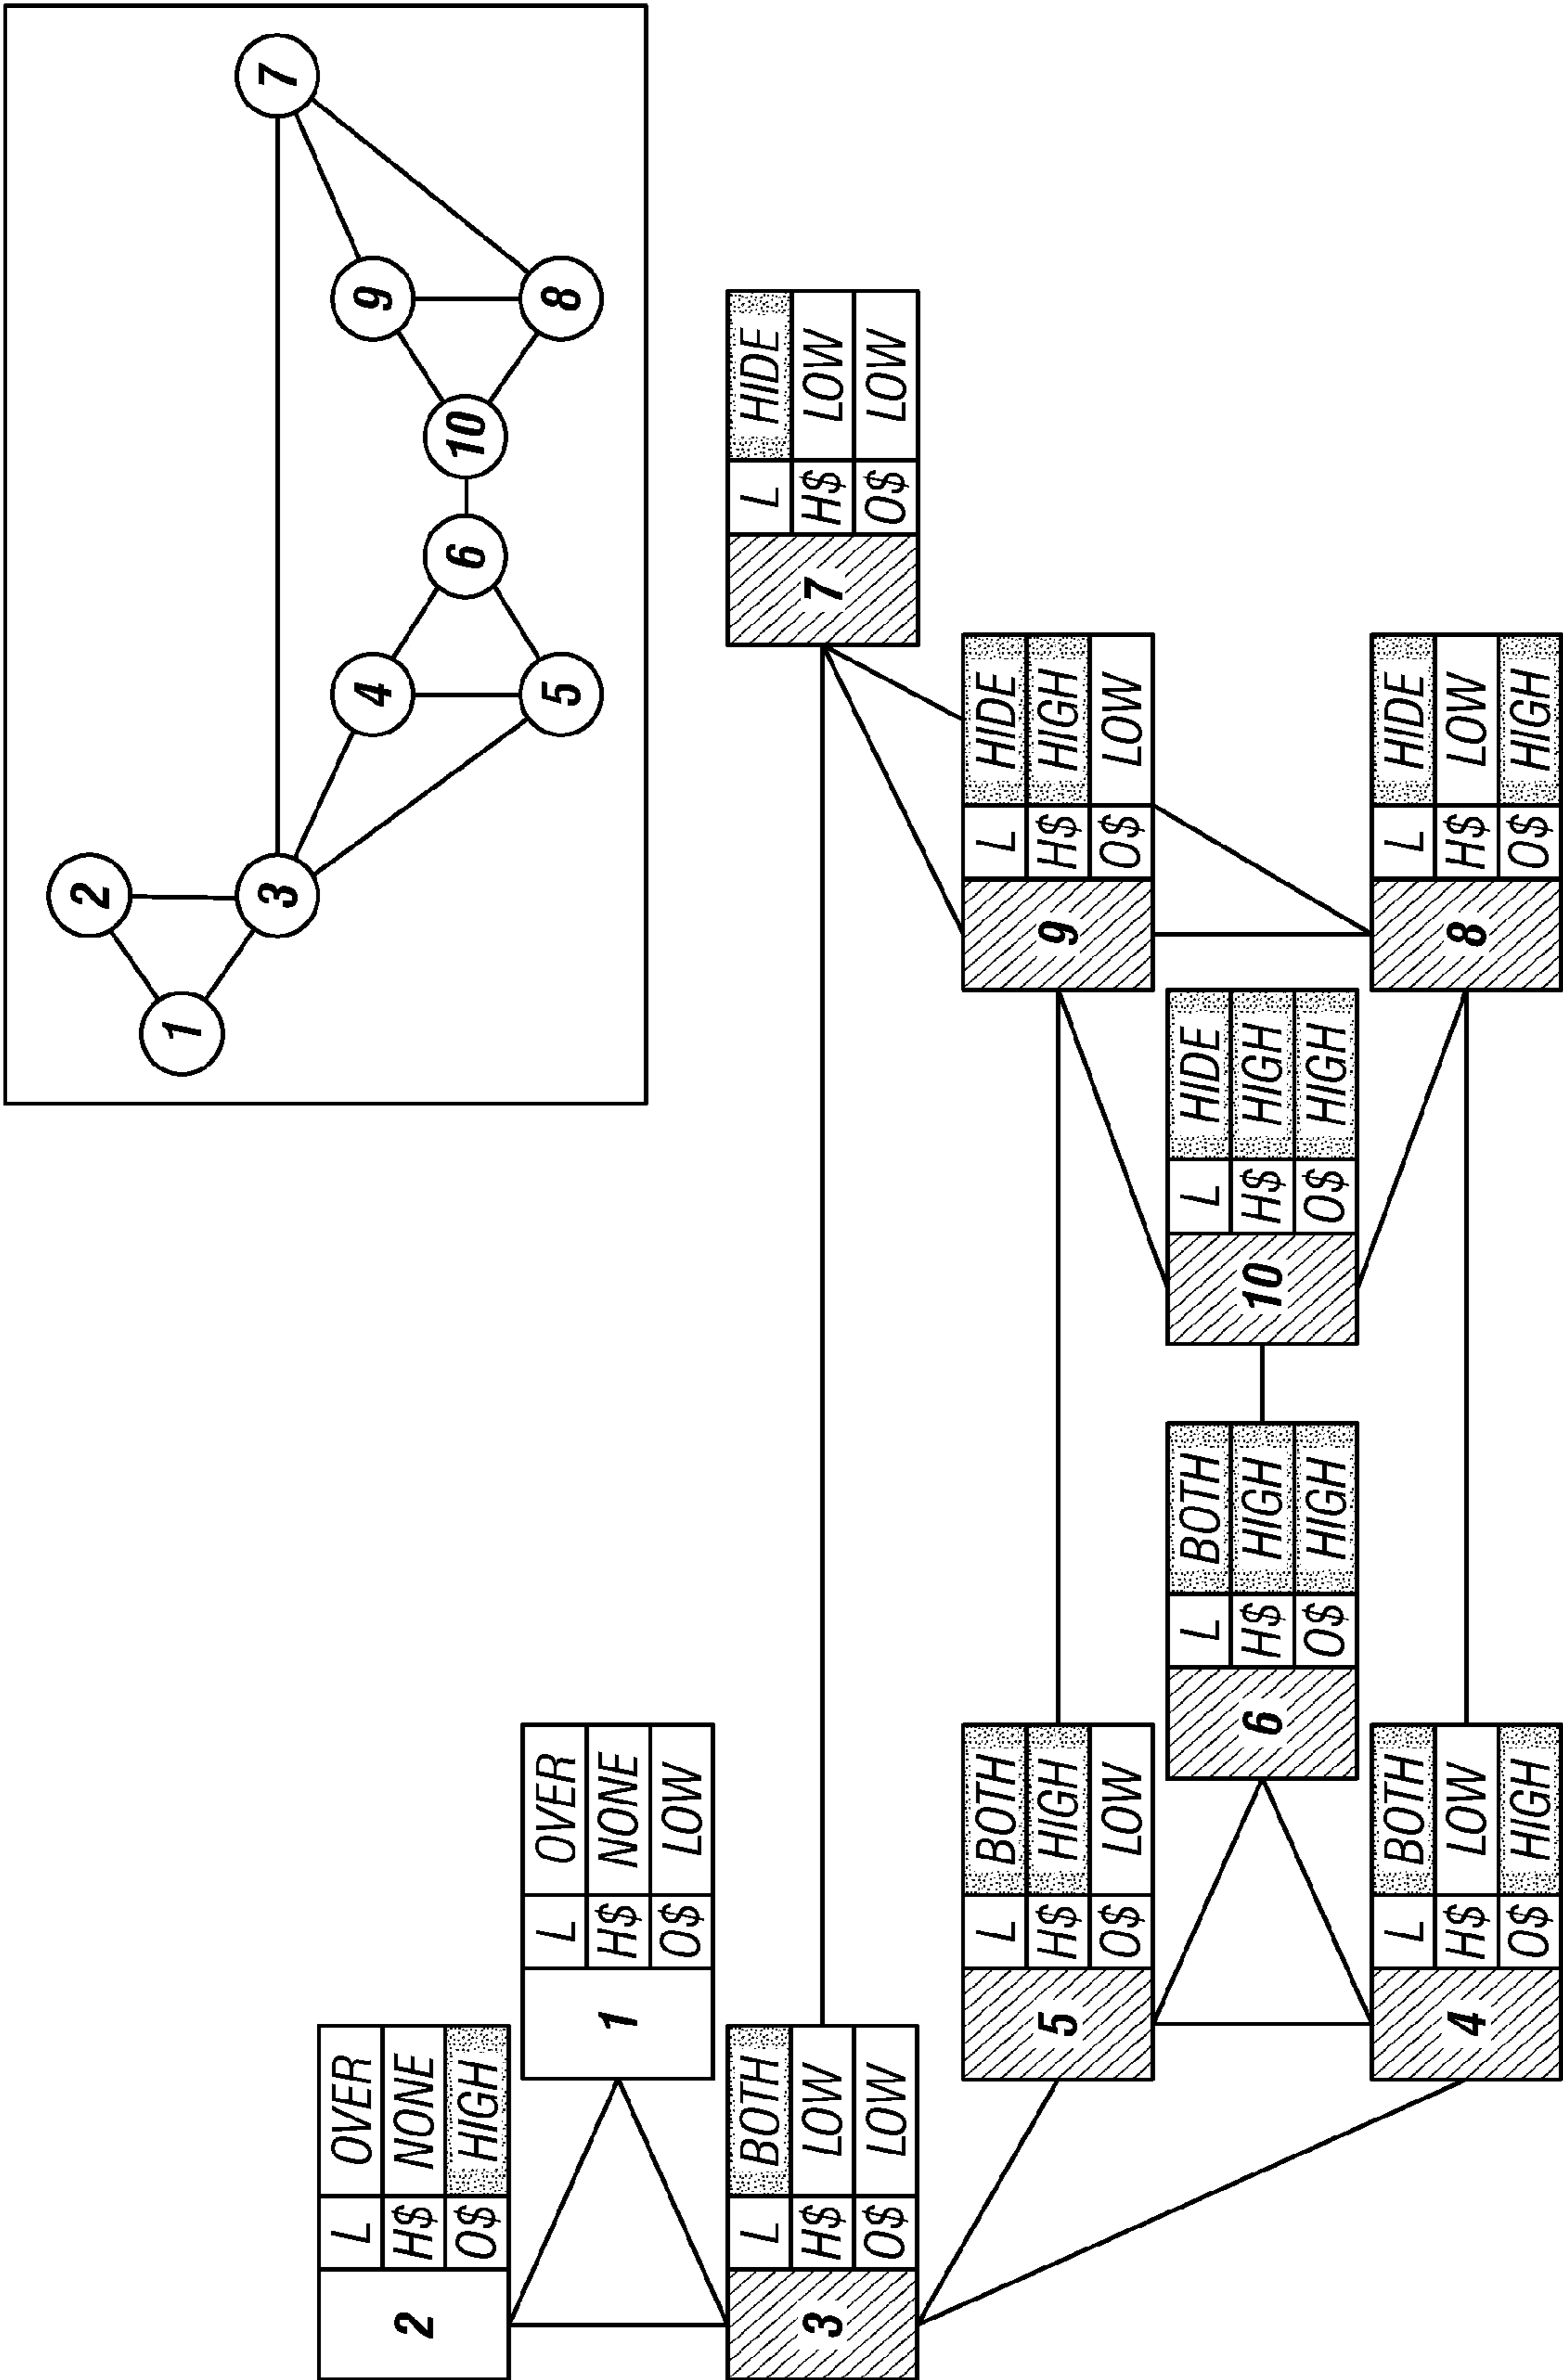 2
L OVER
H$ NONE
O$ HIGH
1
L OVER
H$ NONE
O$ LOW
3
L BOTH
H$ LOW
O$ LOW
7
L HIDE
H$ LOW
O$ LOW
5
L BOTH
H$ HIGH
O$ LOW
9
L HIDE
H$ HIGH
O$ LOW
6
L BOTH
H$ HIGH
O$ HIGH
10
L HIDE
H$ HIGH
O$ HIGH
4
L BOTH
H$ LOW
O$ HIGH
8
L HIDE
H$ LOW
O$ HIGH
2
1
3
7
4
9
6
10
5
8